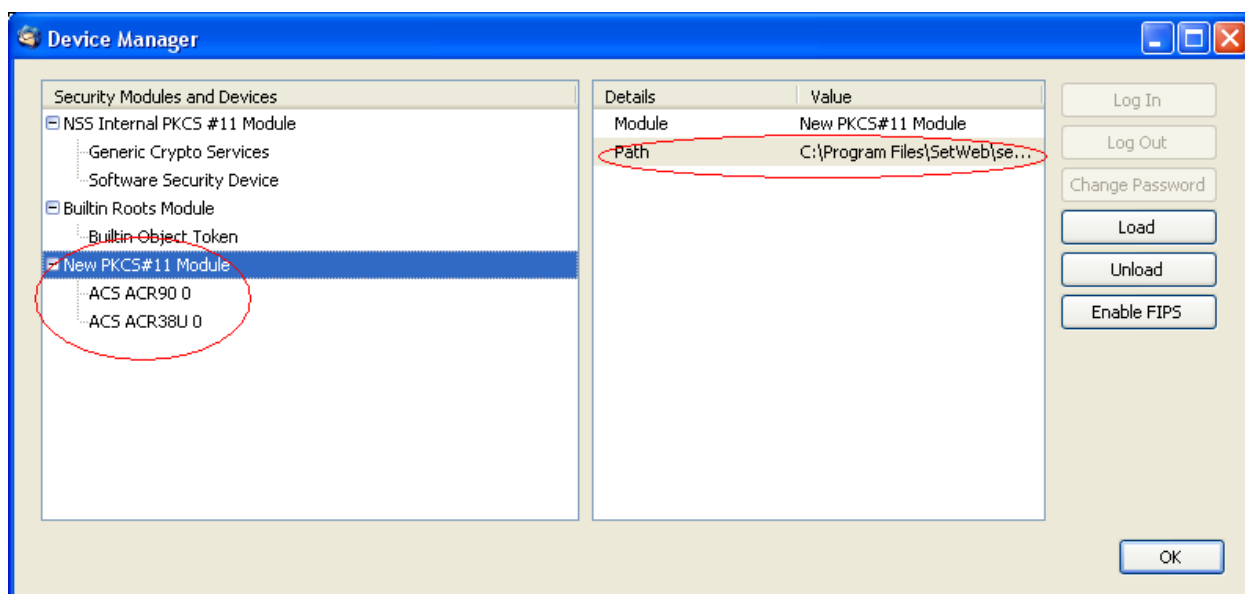 Device Manager
Security Modules and Devices
NSS Internal PKCS #11 Module
Generic Crypto Services
Software Security Device
Builtin Roots Module
Builtin Object Token
New PKCS#11 Module
ACS ACR90 0
ACS ACR38U 0
Details Value
Module New PKCS#11 Module
Path C:\Program Files\SetWeb\se...
Log In
Log Out
Change Password
Load
Unload
Enable FIPS
OK